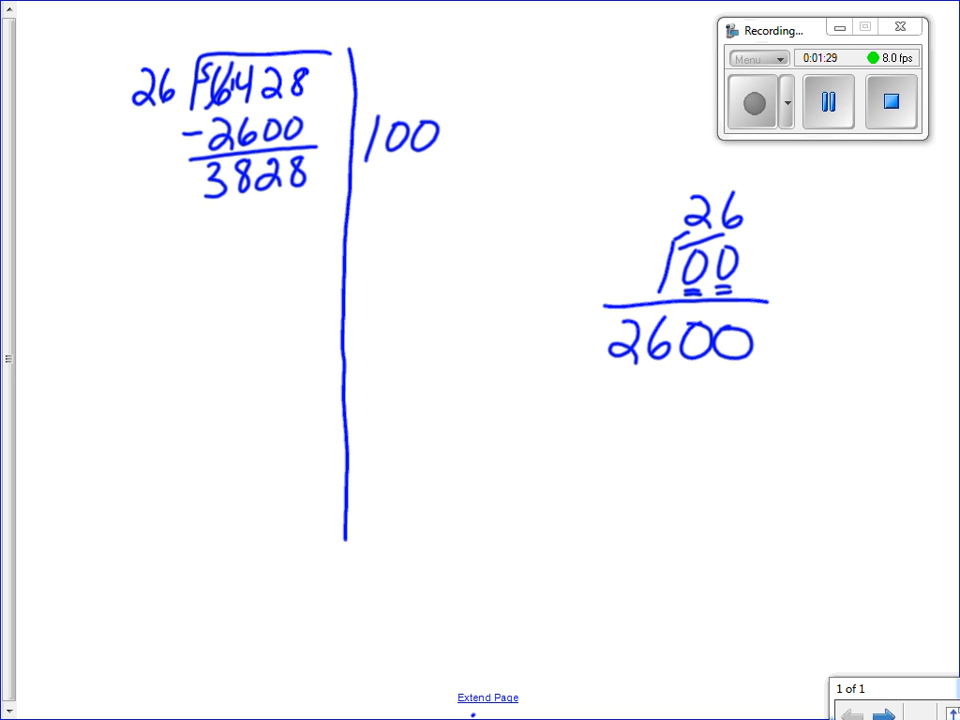 26 56428
-2600 100
3828
26
100
2600
Recording...
Menu 0:01:29 8.0 fps
Extend Page
1 of 1